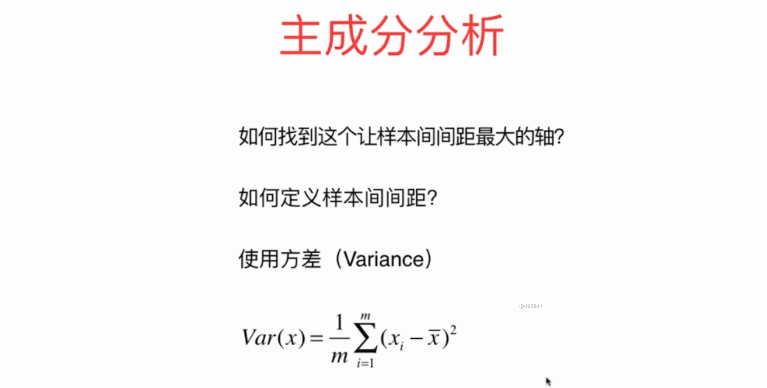 主成分分析
如何找到这个让样本间间距最大的轴?
如何定义样本间间距?
使用方差（Variance）
Var(x) = \frac{1}{m} \sum_{i=1}^{m} (x_i - \overline{x})^2